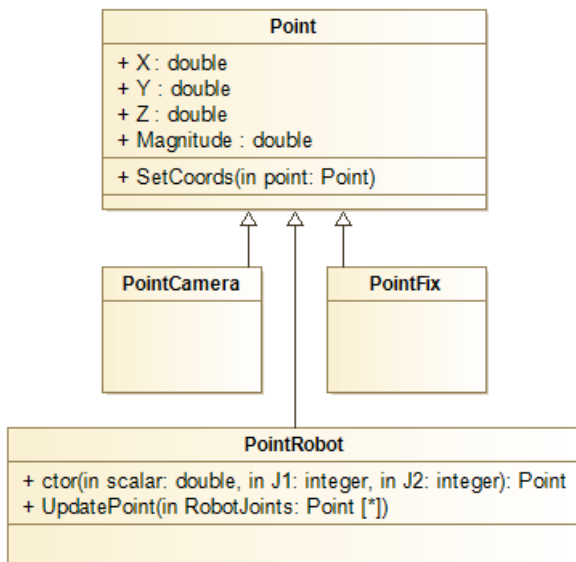 Point
+ X : double
+ Y : double
+ Z : double
+ Magnitude : double
+ SetCoords(in point: Point)
PointCamera
PointFix
PointRobot
+ ctor(in scalar: double, in J1: integer, in J2: integer): Point
+ UpdatePoint(in RobotJoints: Point [*])